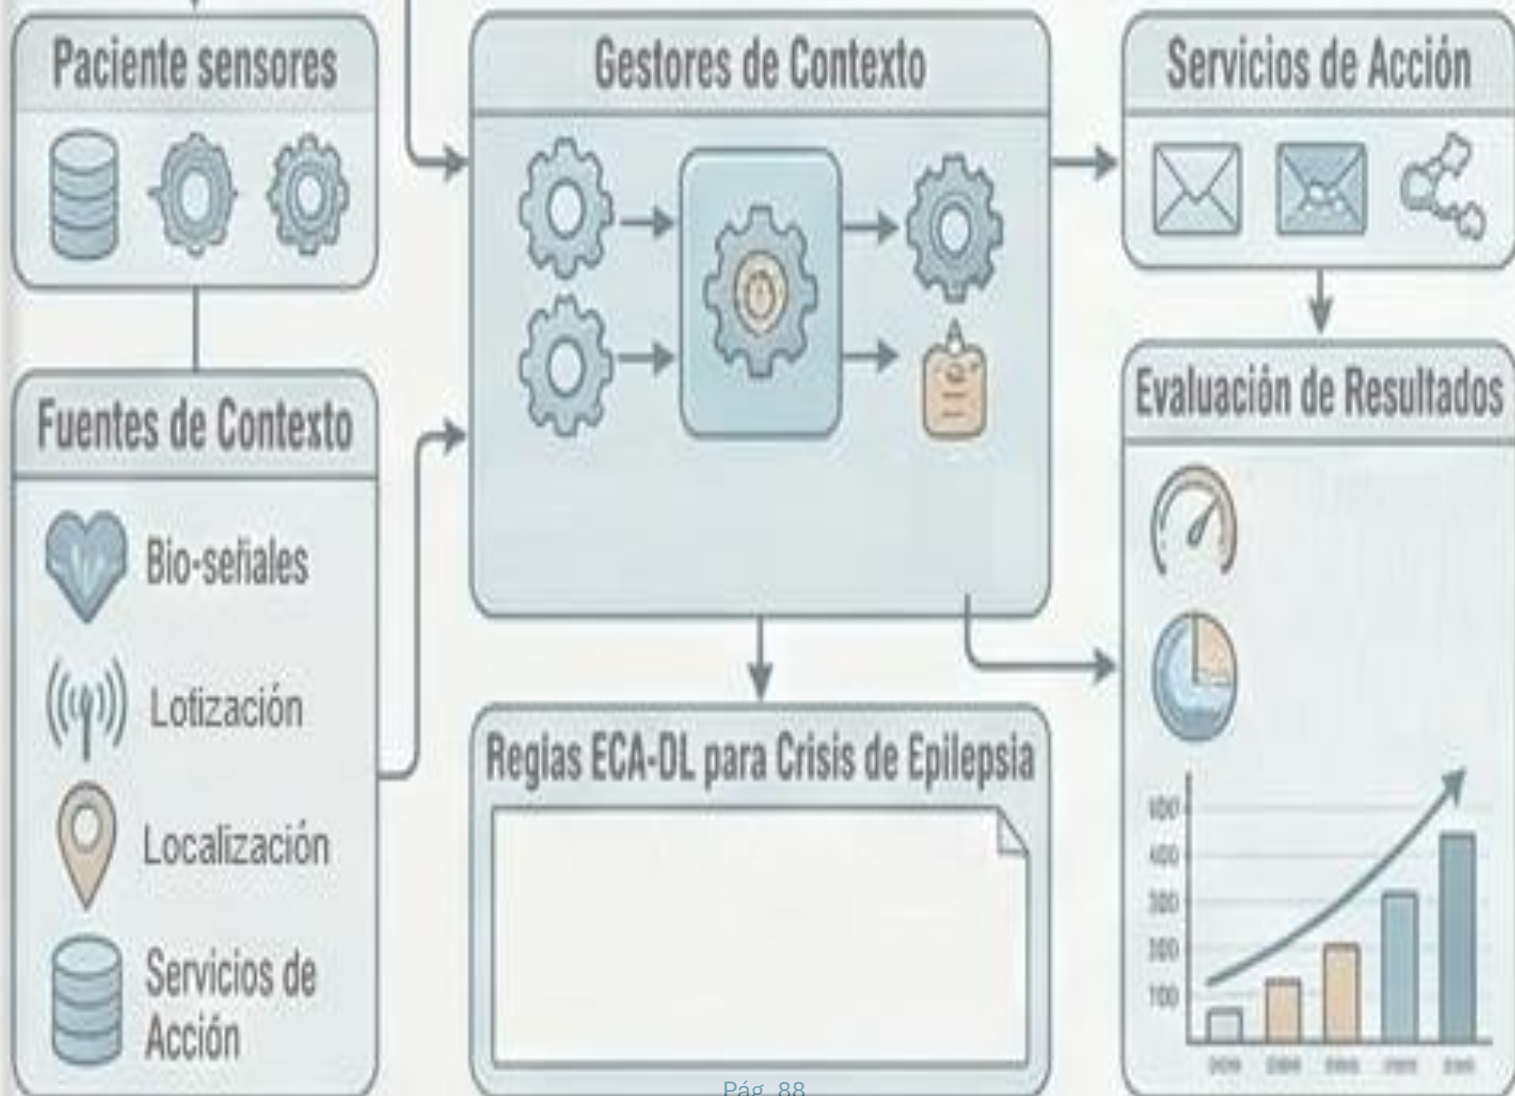 Paciente sensores
Gestores de Contexto
Servicios de Acción
Fuentes de Contexto
Bio-señales
Lotización
Localización
Servicios de
Acción
Regias ECA-DL para Crisis de Epilepsia
Evaluación de Resultados
400
300
100
Pág. 88